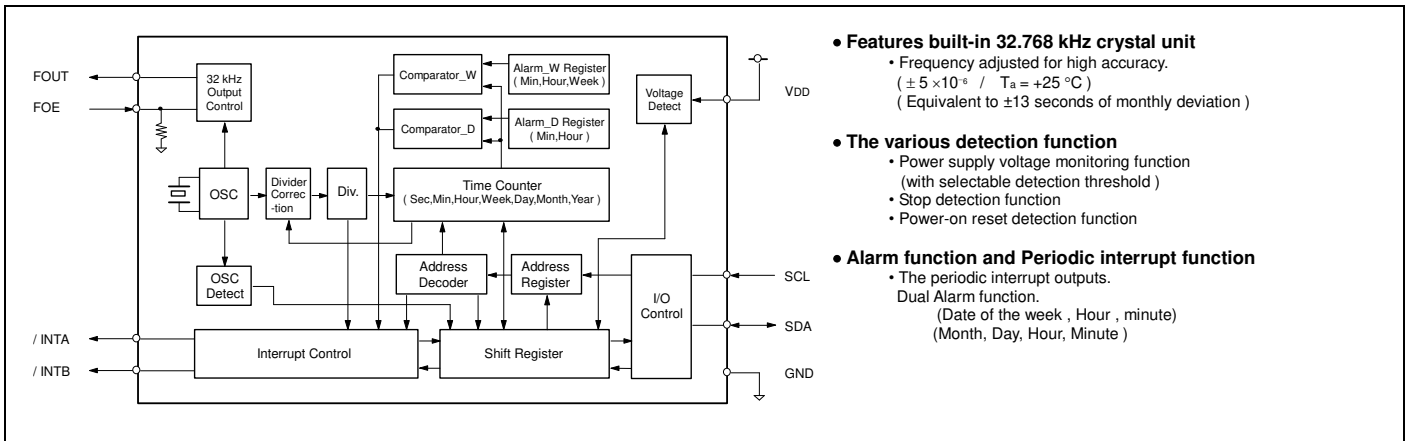 FOUT
FOE
32 kHz
Output
Control
Comparator_W
Alarm_W Register
( Min,Hour,Week)
Comparator_D
Alarm_D Register
( Min,Hour )
Voltage
Detect
VDD
OSC
Divider
Correc
-tion
Div.
Time Counter
( Sec,Min,Hour,Week,Day,Month,Year)
OSC
Detect
Address
Decoder
Address
Register
I/O
Control
SCL
SDA
/ INTA
/ INTB
Interrupt Control
Shift Register
GND
● Features built-in 32.768 kHz crystal unit
• Frequency adjusted for high accuracy.
( ± 5 ×10⁻⁶ / Ta = +25 °C )
( Equivalent to ±13 seconds of monthly deviation )
● The various detection function
• Power supply voltage monitoring function
(with selectable detection threshold )
• Stop detection function
• Power-on reset detection function
● Alarm function and Periodic interrupt function
• The periodic interrupt outputs.
Dual Alarm function.
(Date of the week , Hour , minute)
(Month, Day, Hour, Minute )